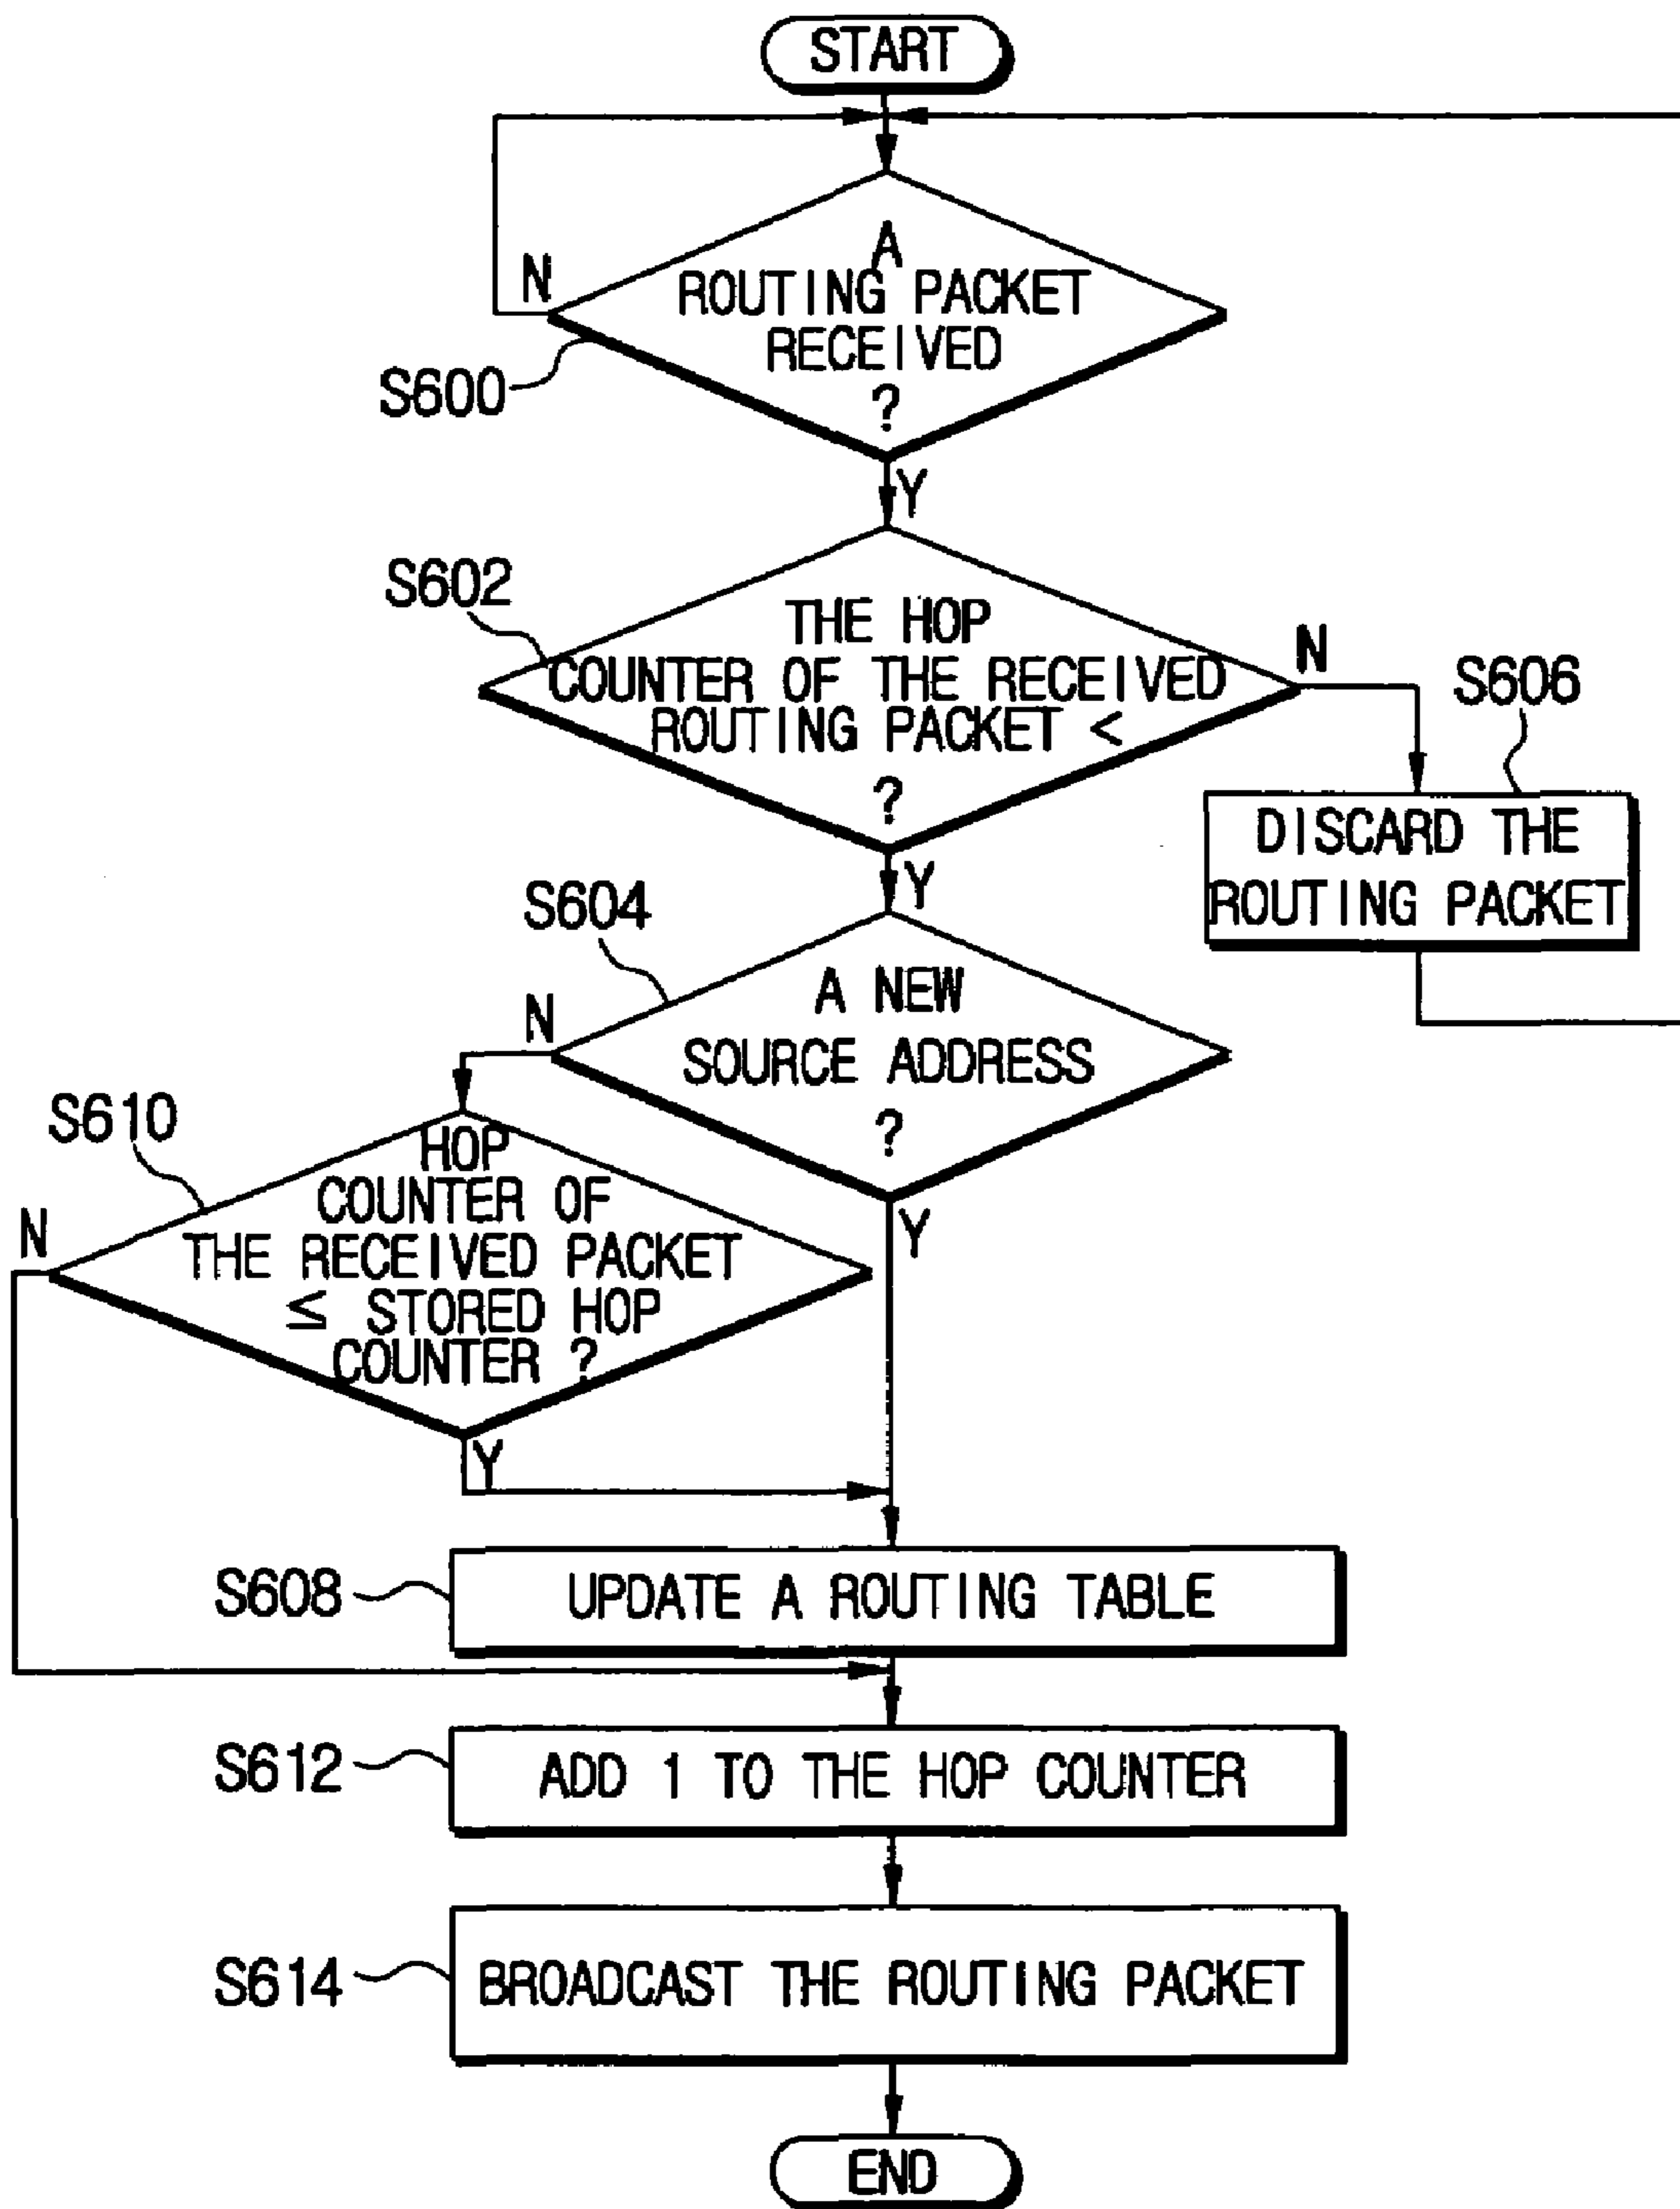 START
A
ROUTING PACKET
RECEIVED
?
N
S600
Y
S602
THE HOP
COUNTER OF THE RECEIVED
ROUTING PACKET <
?
N
S606
DISCARD THE
ROUTING PACKET
Y
S604
A NEW
SOURCE ADDRESS
?
N
Y
S610
HOP
COUNTER OF
THE RECEIVED PACKET
≤ STORED HOP
COUNTER ?
N
Y
S608
UPDATE A ROUTING TABLE
S612
ADD 1 TO THE HOP COUNTER
S614
BROADCAST THE ROUTING PACKET
END